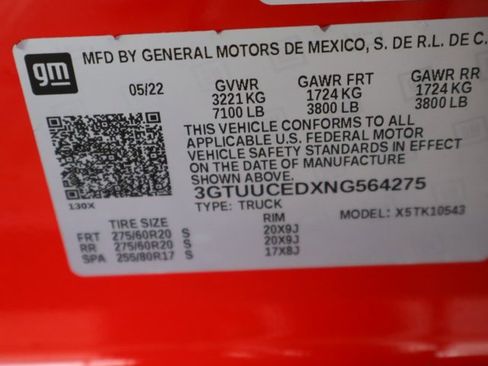 gm
MFD BY GENERAL MOTORS DE MEXICO, S. DE R.L. DE C.
05/22 GVWR GAWR FRT GAWR RR
3221 KG 1724 KG 1724 KG
7100 LB 3800 LB 3800 LB
THIS VEHICLE CONFORMS TO ALL
APPLICABLE U.S. FEDERAL MOTOR
VEHICLE SAFETY STANDARDS IN EFFECT
ON THE DATE OF MANUFACTURE
SHOWN ABOVE.
3GTUUCEDXNG564275
130X TYPE: TRUCK MODEL: X5TK10543
TIRE SIZE RIM
FRT 275/60R20 S 20X9J
RR 275/60R20 S 20X9J
SPA 255/80R17 S 17X8J